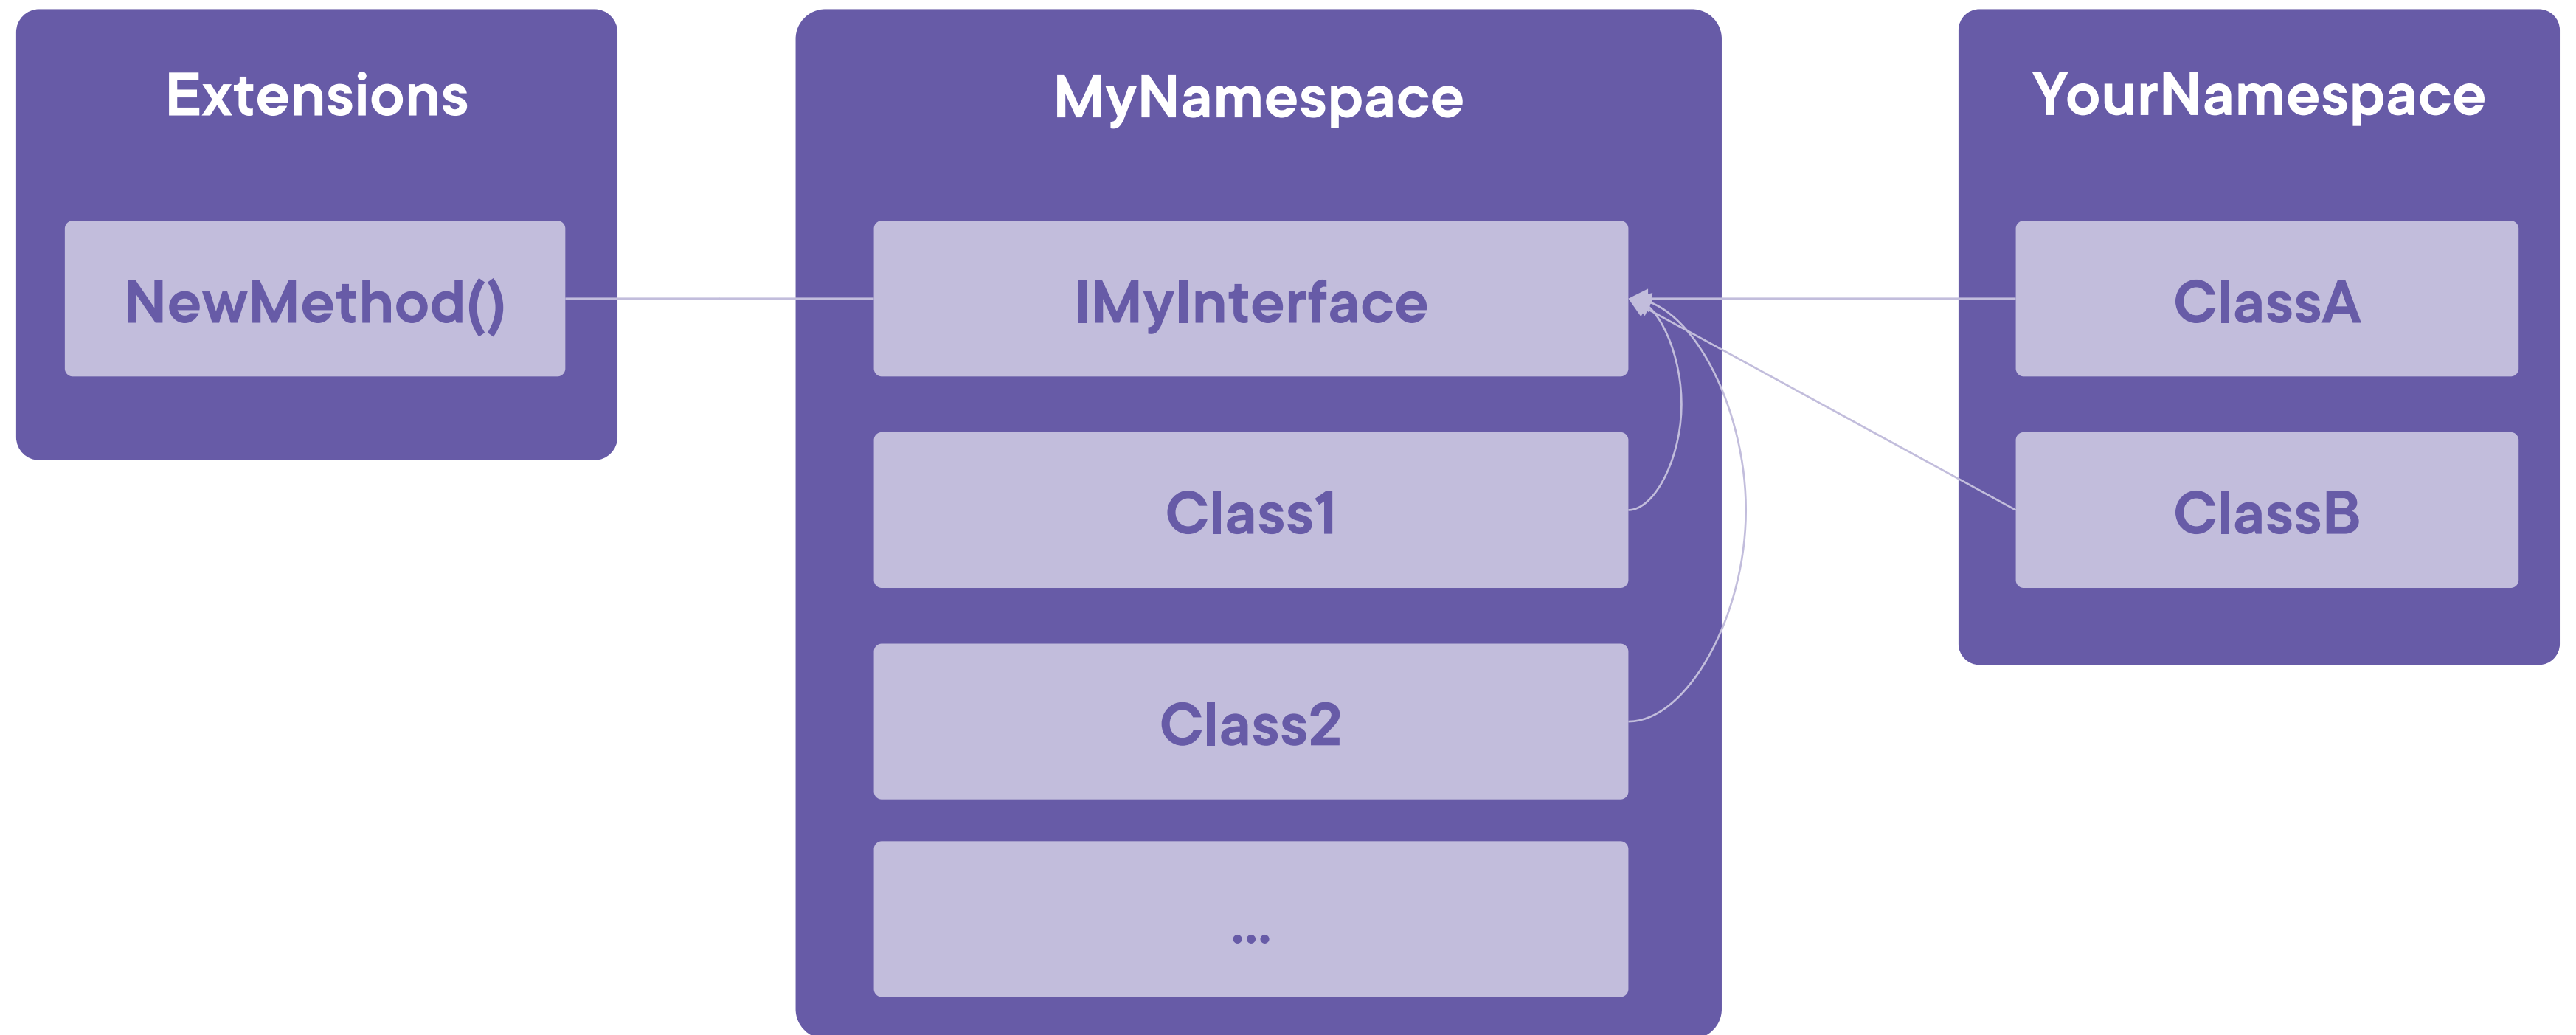 Extensions
NewMethod()
MyNamespace
IMyInterface
Class1
Class2
...
YourNamespace
ClassA
ClassB